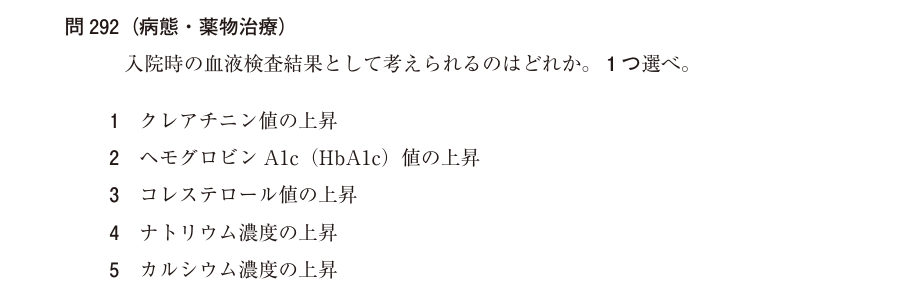 問 292（病態・薬物治療）
入院時の血液検査結果として考えられるのはどれか。1つ選べ。
1 クレアチニン値の上昇
2 ヘモグロビン A1c（HbA1c）値の上昇
3 コレステロール値の上昇
4 ナトリウム濃度の上昇
5 カルシウム濃度の上昇